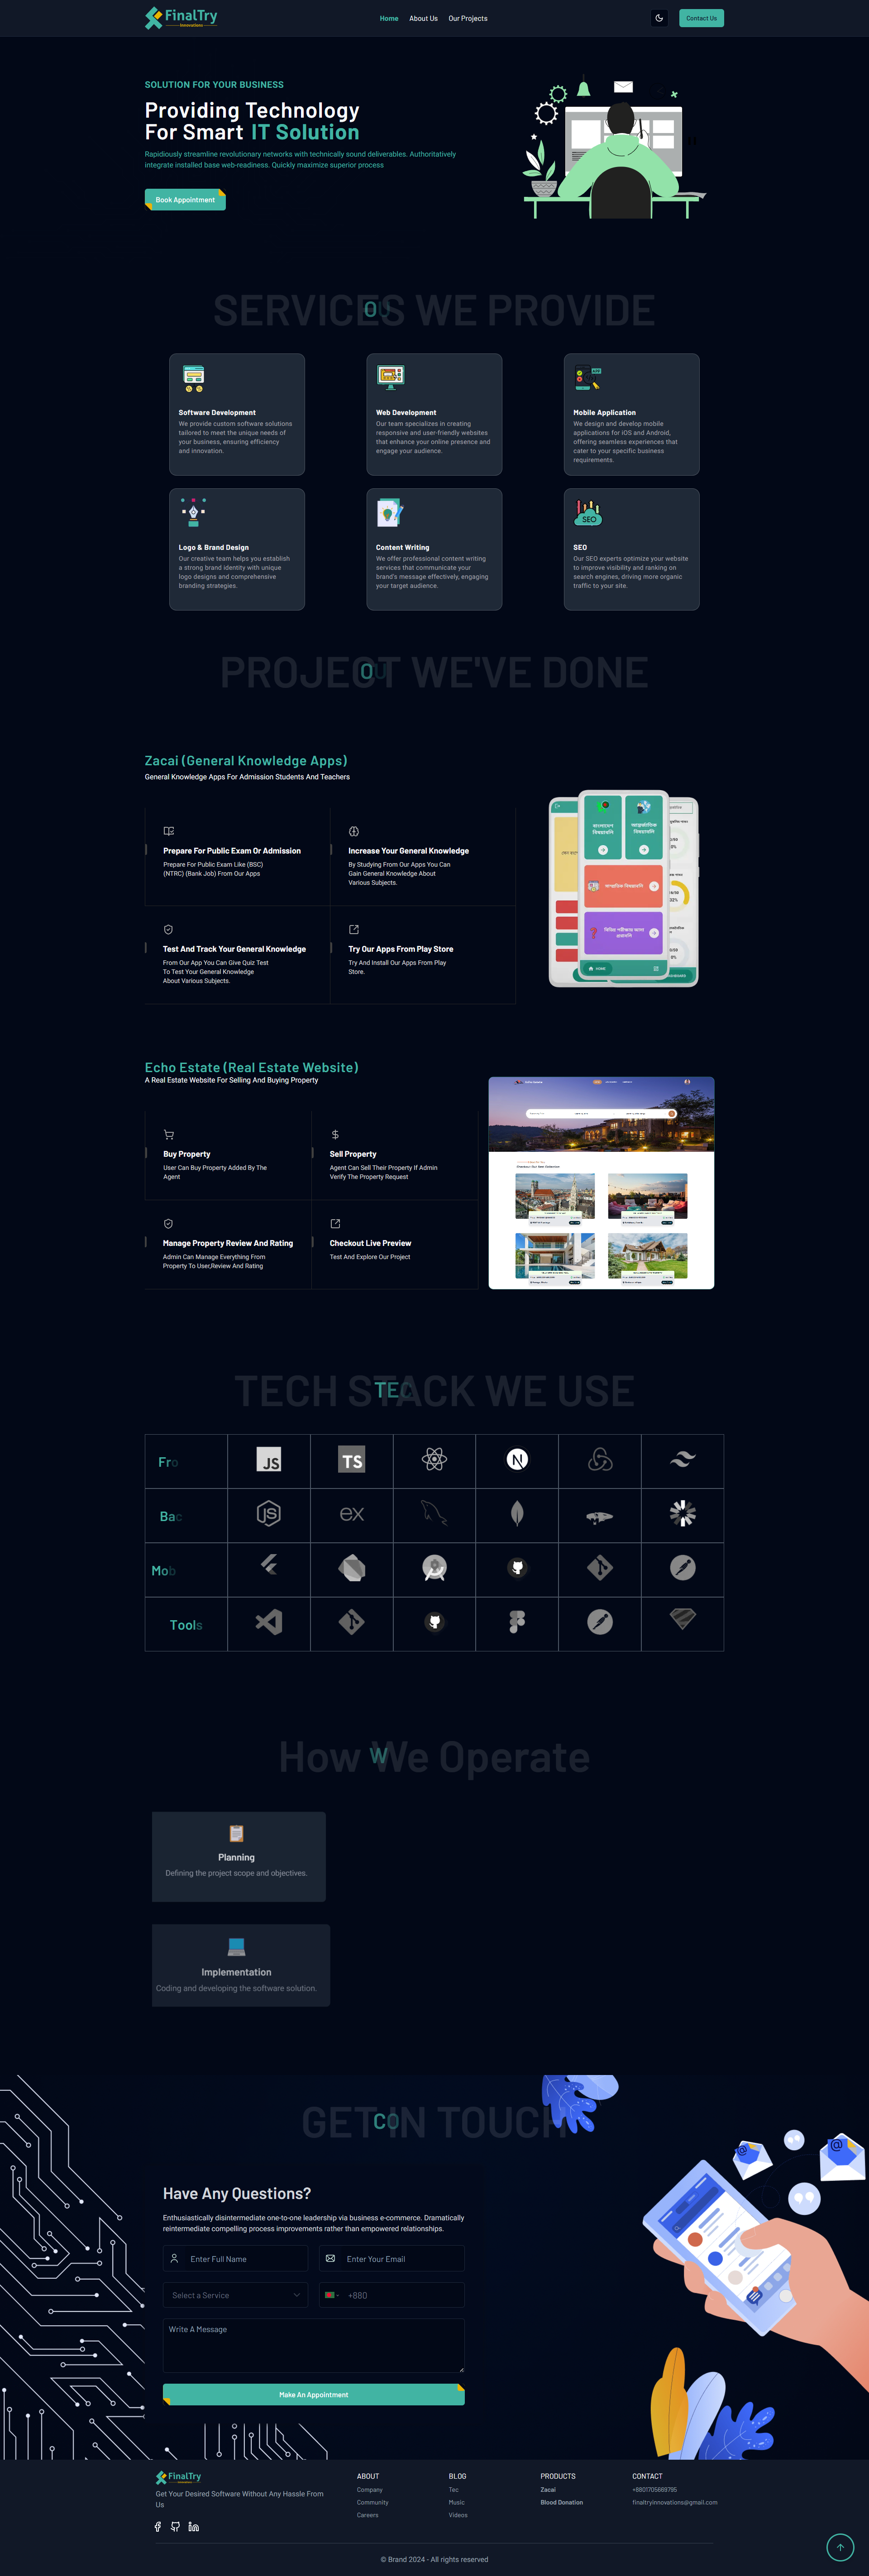 FinalTry
Innovations
Home
About Us
Our Projects
Contact Us
SOLUTION FOR YOUR BUSINESS
Providing Technology
For Smart IT Solution
Rapidiously streamline revolutionary networks with technically sound deliverables. Authoritatively
integrate installed base web-readiness. Quickly maximize superior process
Book Appointment
SERVICES WE PROVIDE
OU
Software Development
We provide custom software solutions
tailored to meet the unique needs of
your business, ensuring efficiency
and innovation.
Web Development
Our team specializes in creating
responsive and user-friendly websites
that enhance your online presence and
engage your audience.
Mobile Application
We design and develop mobile
applications for iOS and Android,
offering seamless experiences that
cater to your specific business
requirements.
Logo & Brand Design
Our creative team helps you establish
a strong brand identity with unique
logo designs and comprehensive
branding strategies.
Content Writing
We offer professional content writing
services that communicate your
brand's message effectively, engaging
your target audience.
SEO
SEO
Our SEO experts optimize your website
to improve visibility and ranking on
search engines, driving more organic
traffic to your site.
PROJECT WE'VE DONE
OU
Zacai (General Knowledge Apps)
General Knowledge Apps For Admission Students And Teachers
Prepare For Public Exam Or Admission
Prepare For Public Exam Like (BSC)
(NTRC) (Bank Job) From Our Apps
Increase Your General Knowledge
By Studying From Our Apps You Can
Gain General Knowledge About
Various Subjects.
Test And Track Your General Knowledge
From Our App You Can Give Quiz Test
To Test Your General Knowledge
About Various Subjects.
Try Our Apps From Play Store
Try And Install Our Apps From Play
Store.
HOME
Echo Estate (Real Estate Website)
A Real Estate Website For Selling And Buying Property
Buy Property
User Can Buy Property Added By The
Agent
Sell Property
Agent Can Sell Their Property If Admin
Verify The Property Request
Manage Property Review And Rating
Admin Can Manage Everything From
Property To User,Review And Rating
Checkout Live Preview
Test And Explore Our Project
TECH STACK WE USE
TEC
Fro
JS
TS
N
Bac
JS
ex
Mob
Tools
How We Operate
W
Planning
Defining the project scope and objectives.
Implementation
Coding and developing the software solution.
GET IN TOUCH
CO
Have Any Questions?
Enthusiastically disintermediate one-to-one leadership via business e-commerce. Dramatically
reintermediate compelling process improvements rather than empowered relationships.
Enter Full Name
Enter Your Email
Select a Service
+880
Write A Message
Make An Appointment
FinalTry
Get Your Desired Software Without Any Hassle From
Us
ABOUT
Company
Community
Careers
BLOG
Tec
Music
Videos
PRODUCTS
Zacai
Blood Donation
CONTACT
+8801705669795
finaltryinnovations@gmail.com
© Brand 2024 - All rights reserved